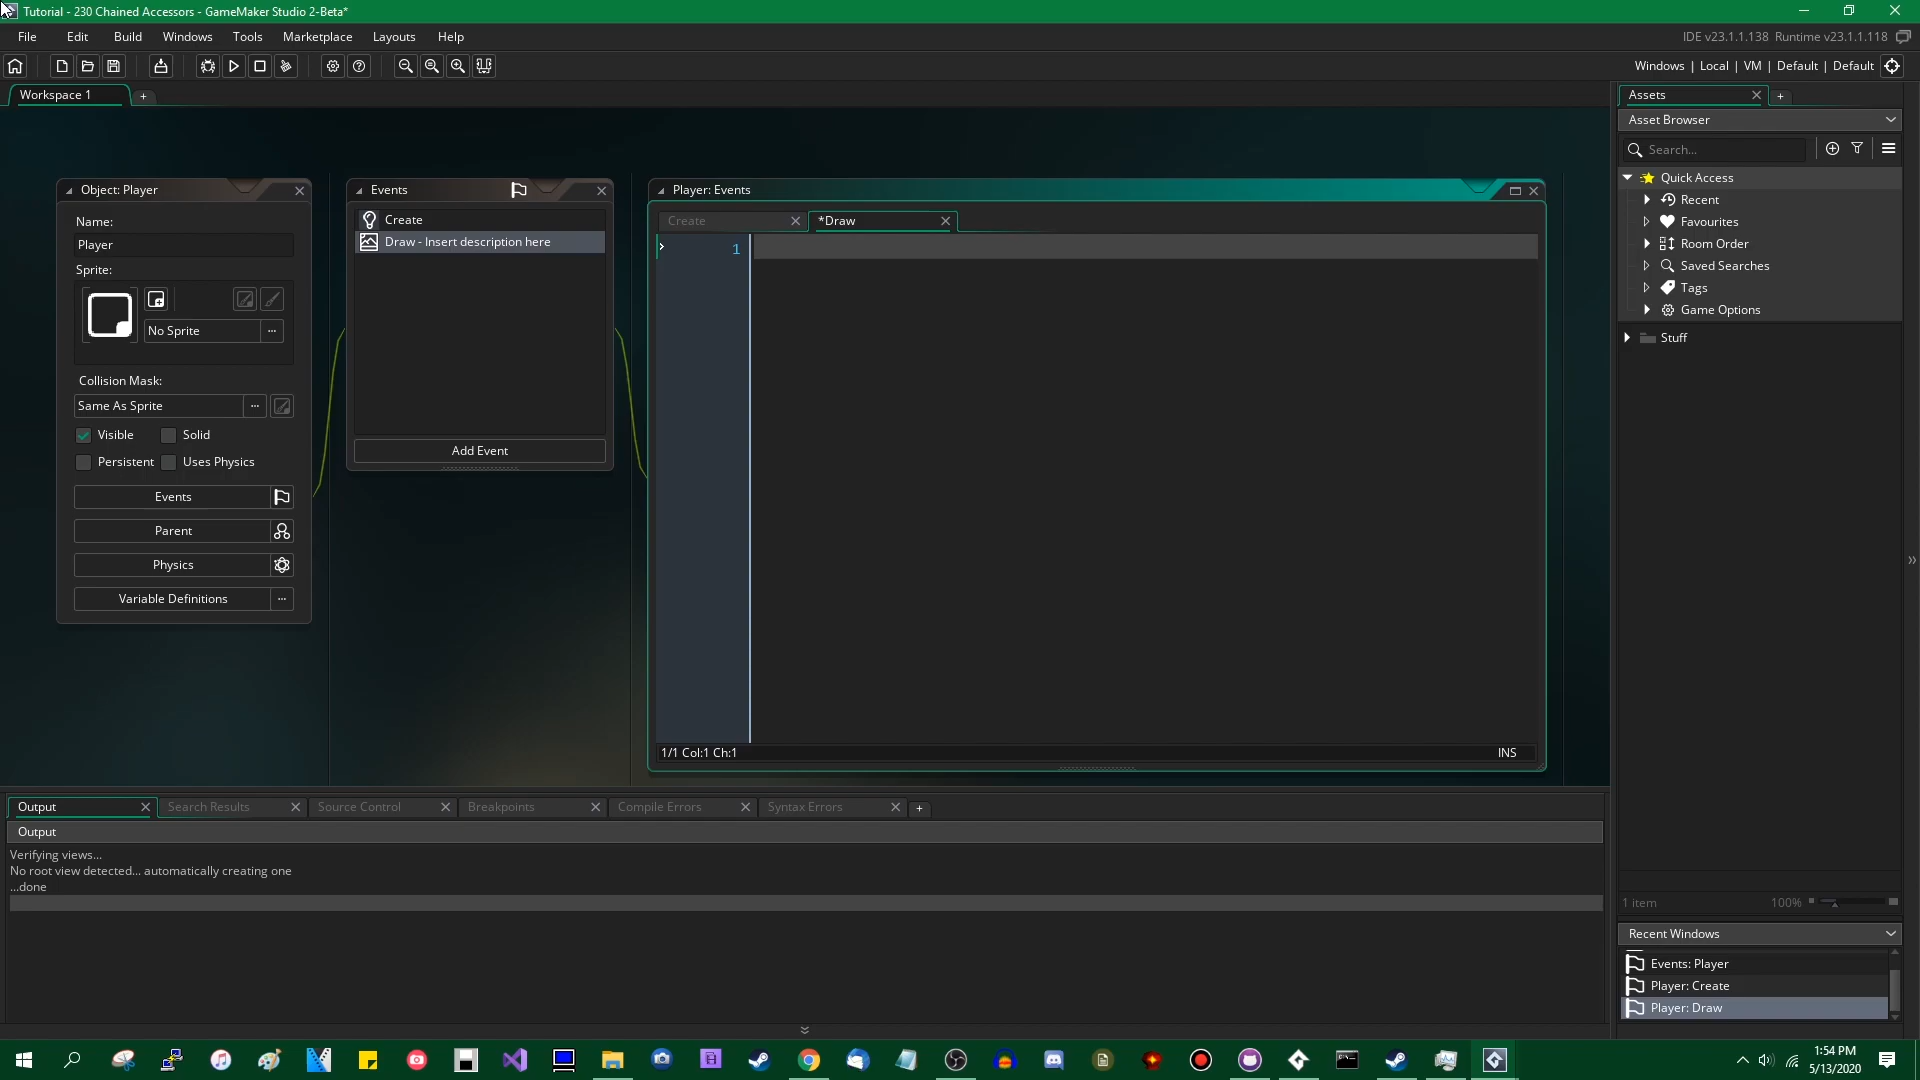 Tutorial - 230 Chained Accessors - GameMaker Studio 2-Beta*
File Edit Build Windows Tools Marketplace Layouts Help
IDE v23.1.1.138 Runtime v23.1.1.118
Windows | Local | VM | Default | Default
Workspace 1
Object: Player
Name:
Player
Sprite:
No Sprite
Collision Mask:
Same As Sprite
Visible
Solid
Persistent
Uses Physics
Events
Parent
Physics
Variable Definitions
Events
Create
Draw - Insert description here
Add Event
Player: Events
Create
*Draw
1
1/1 Col:1 Ch:1
INS
Assets
Asset Browser
Search...
Quick Access
Recent
Favourites
Room Order
Saved Searches
Tags
Game Options
Stuff
1 item
100%
Recent Windows
Events: Player
Player: Create
Player: Draw
Output
Search Results
Source Control
Breakpoints
Compile Errors
Syntax Errors
Output
Verifying views...
No root view detected... automatically creating one
...done
1:54 PM
5/13/2020